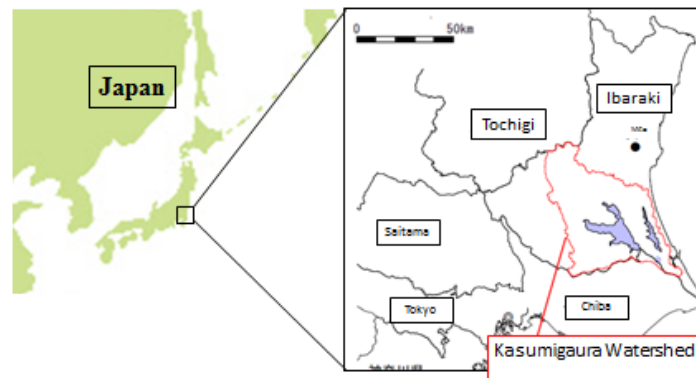 Japan
0 50km
Ibaraki
Tochigi
Mito
Saitama
Tokyo
Chiba
Kasumigaura Watershed